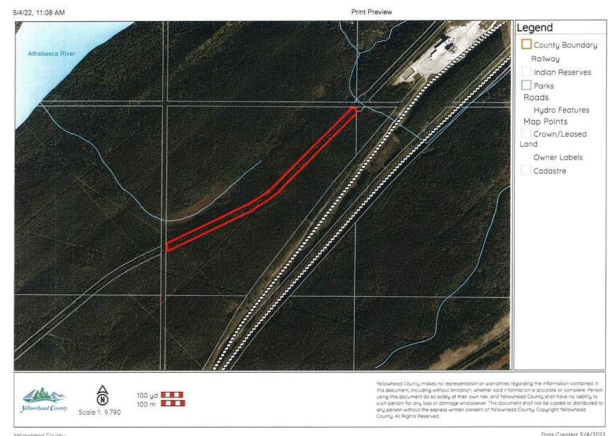 5/4/22, 11:08 AM
Print Preview
Athabasca River
Legend
County Boundary
Railway
Indian Reserves
Parks
Roads
Hydro Features
Map Points
Crown/Leased
Land
Owner Labels
Cadastre
Yellowhead County
N
Scale 1: 9,790
100 yd
100 m
Yellowhead County makes no representation or warranties regarding the information contained in
this document, including without limitation, whether said information is accurate or complete. Person
using this document do so solely at their own risk, and Yellowhead County shall have no liability to
such person for any loss or damage whatsoever. This document shall not be copied or distributed to
any person without the express written consent of Yellowhead County. Copyright Yellowhead
County. All Rights Reserved.
Yellowhead County
Date Created: 5/4/2022